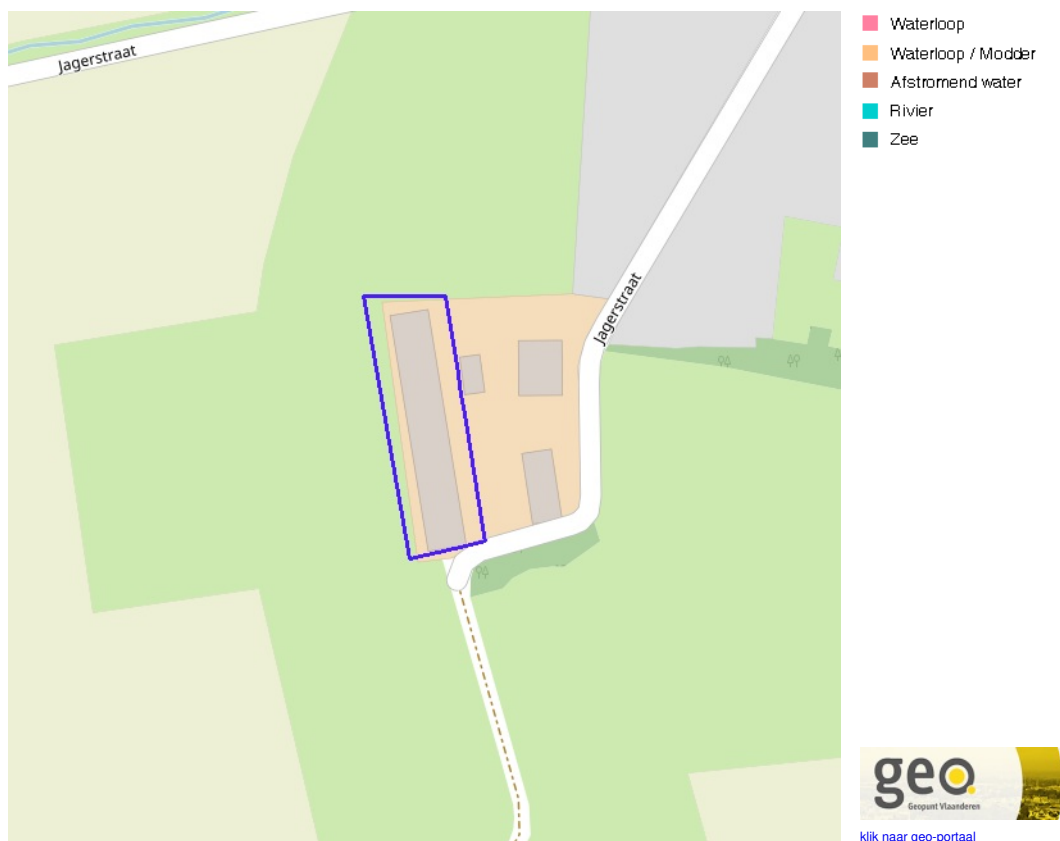 Jagerstraat
Jagerstraat
Waterloop
Waterloop / Modder
Afstromend water
Rivier
Zee
geo
Geopunt Vlaanderen
klik naar geo-portaal